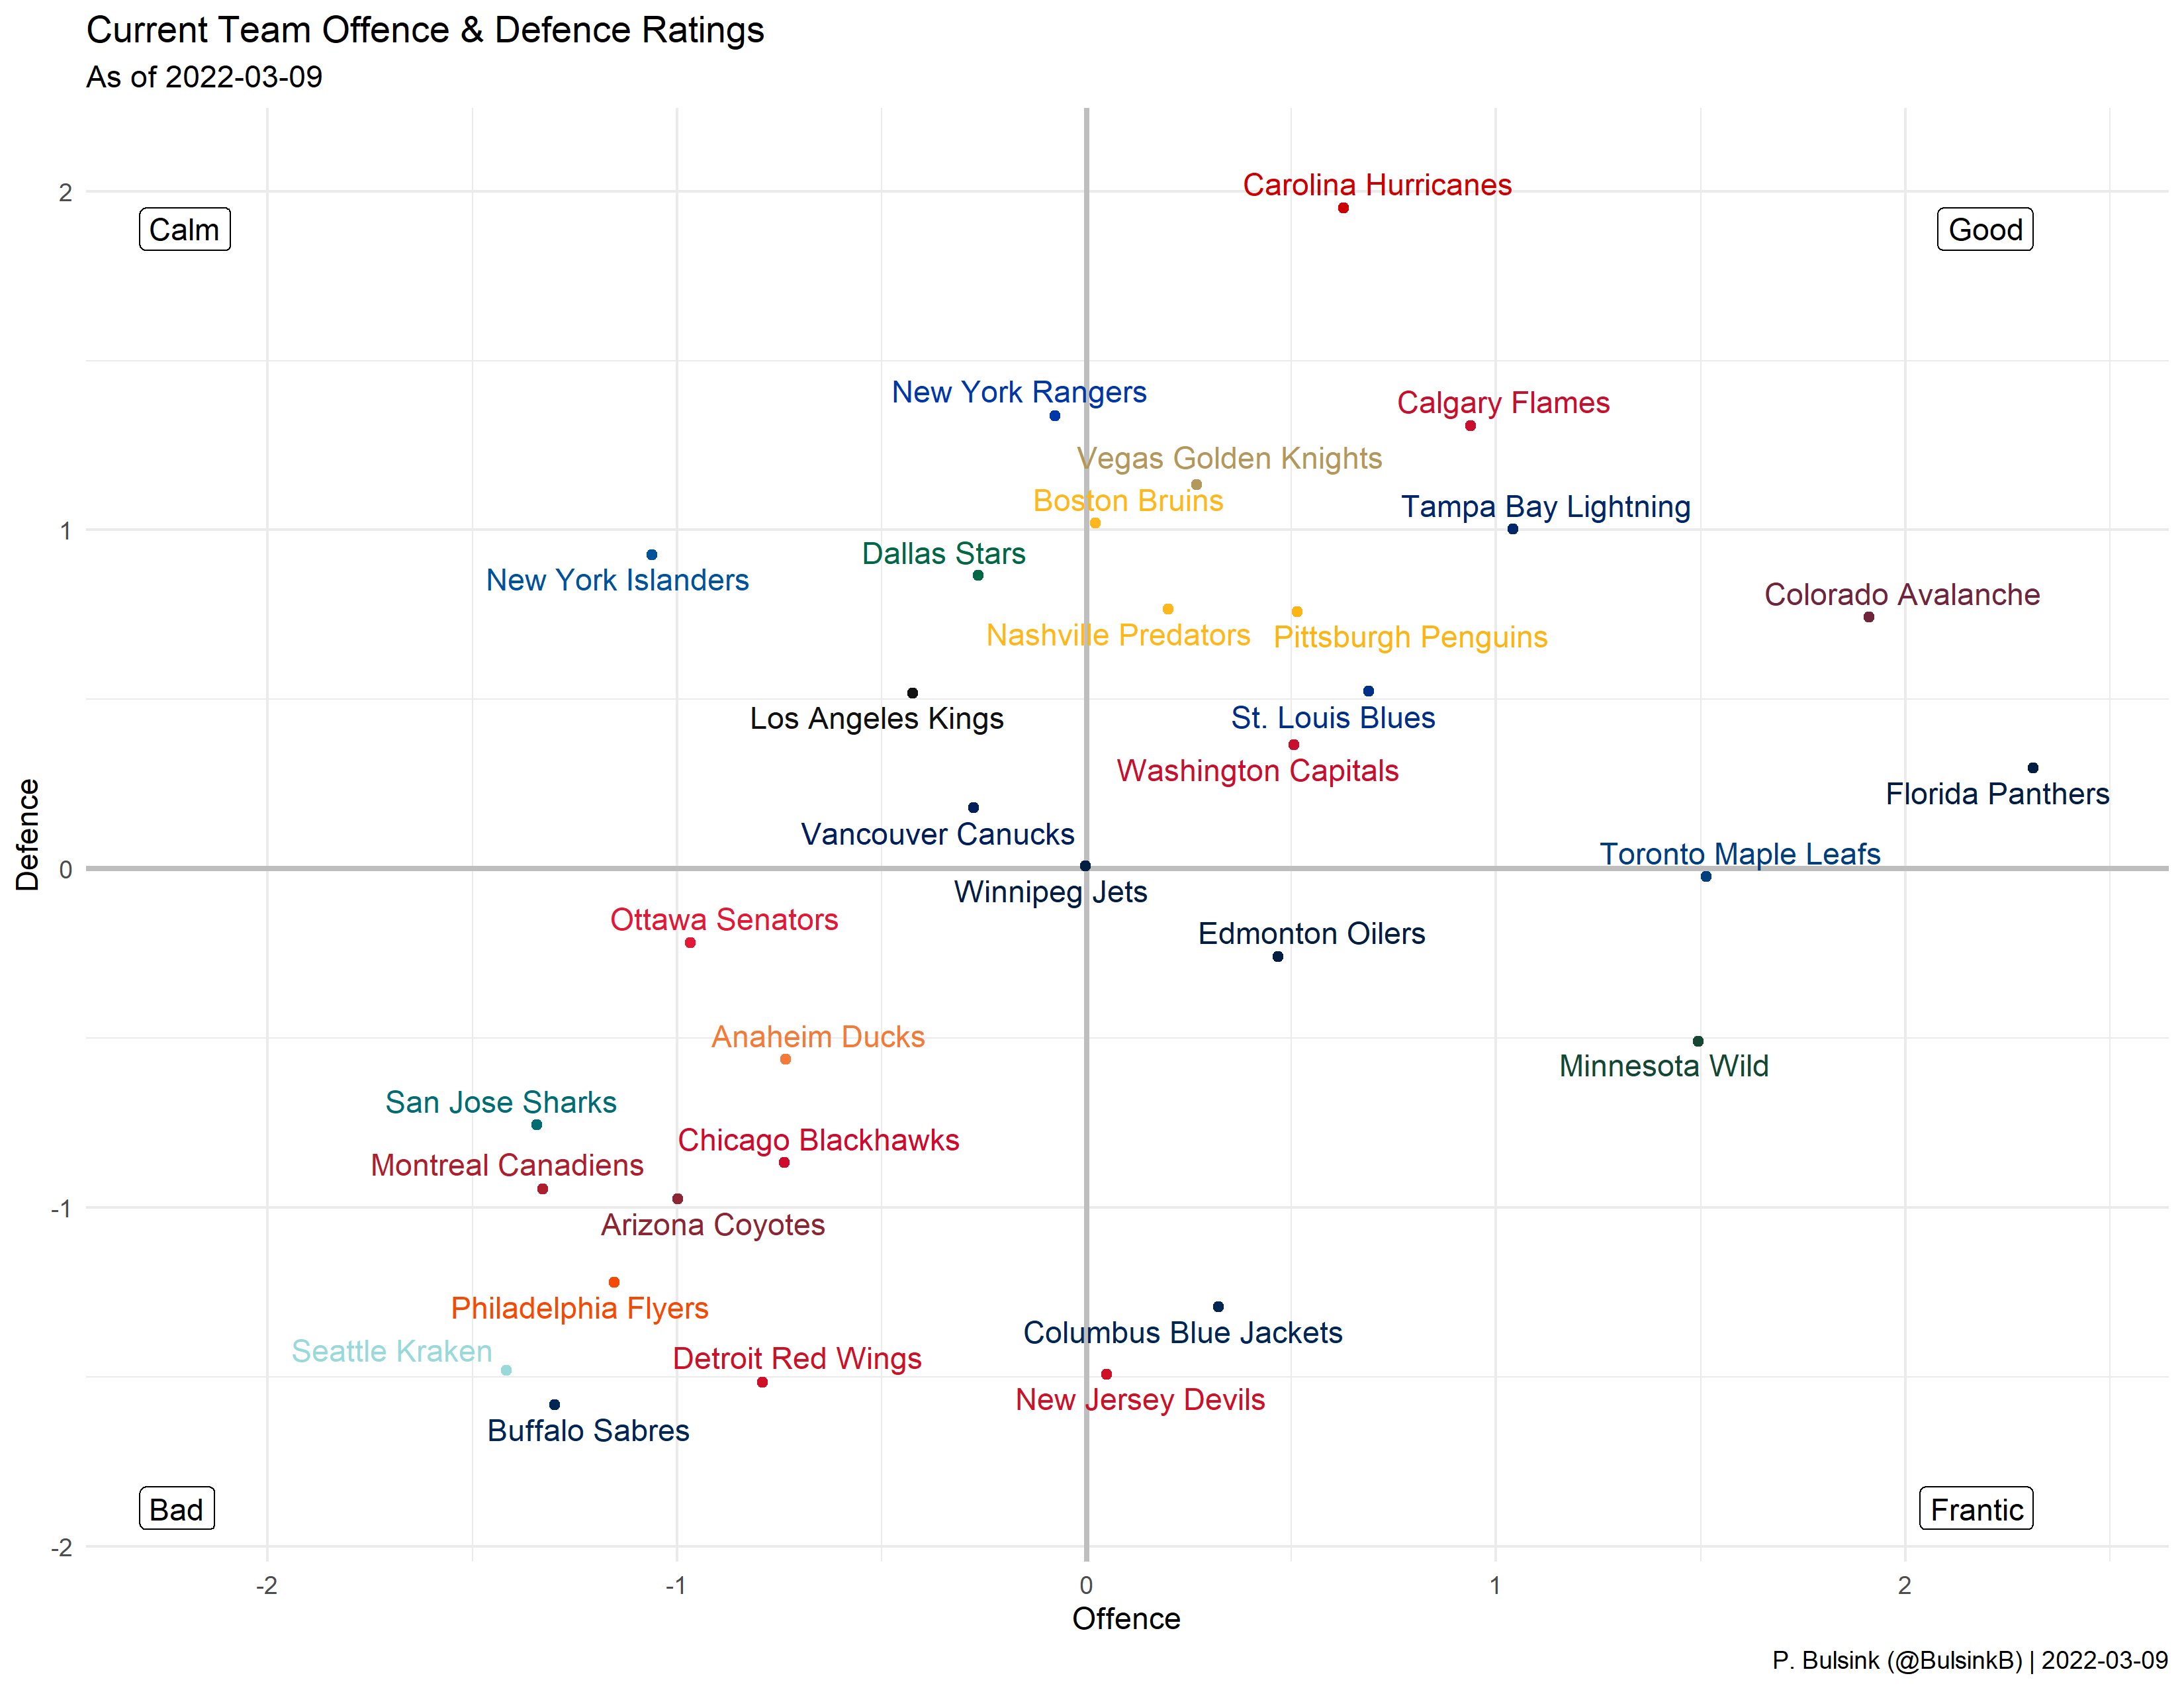 Current Team Offence & Defence Ratings
As of 2022-03-09
Carolina Hurricanes
2
Calm
Good
New York Rangers
Calgary Flames
Vegas Golden Knights
Boston Bruins
Tampa Bay Lightning
1
Dallas Stars
New York Islanders
Colorado Avalanche
Nashville Predators
Pittsburgh Penguins
Los Angeles Kings
St. Louis Blues
Washington Capitals
Florida Panthers
Defence
Vancouver Canucks
Toronto Maple Leafs
0
Winnipeg Jets
Ottawa Senators
Edmonton Oilers
Anaheim Ducks
Minnesota Wild
San Jose Sharks
Chicago Blackhawks
Montreal Canadiens
-1
Arizona Coyotes
Philadelphia Flyers
Columbus Blue Jackets
Seattle Kraken
Detroit Red Wings
New Jersey Devils
Buffalo Sabres
Bad
Frantic
-2
-2
-1
0
1
2
Offence
P. Bulsink (@BulsinkB) | 2022-03-09